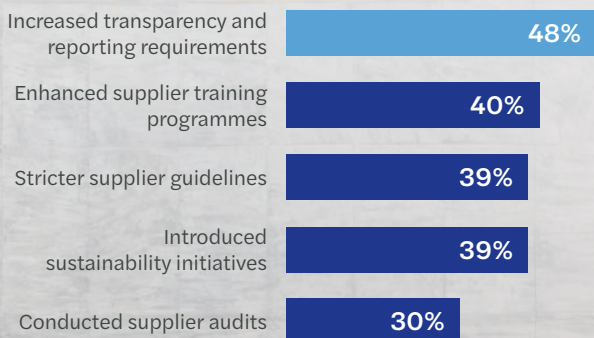 Increased transparency and
reporting requirements
48%
Enhanced supplier training
programmes
40%
Stricter supplier guidelines
39%
Introduced
sustainability initiatives
39%
Conducted supplier audits
30%